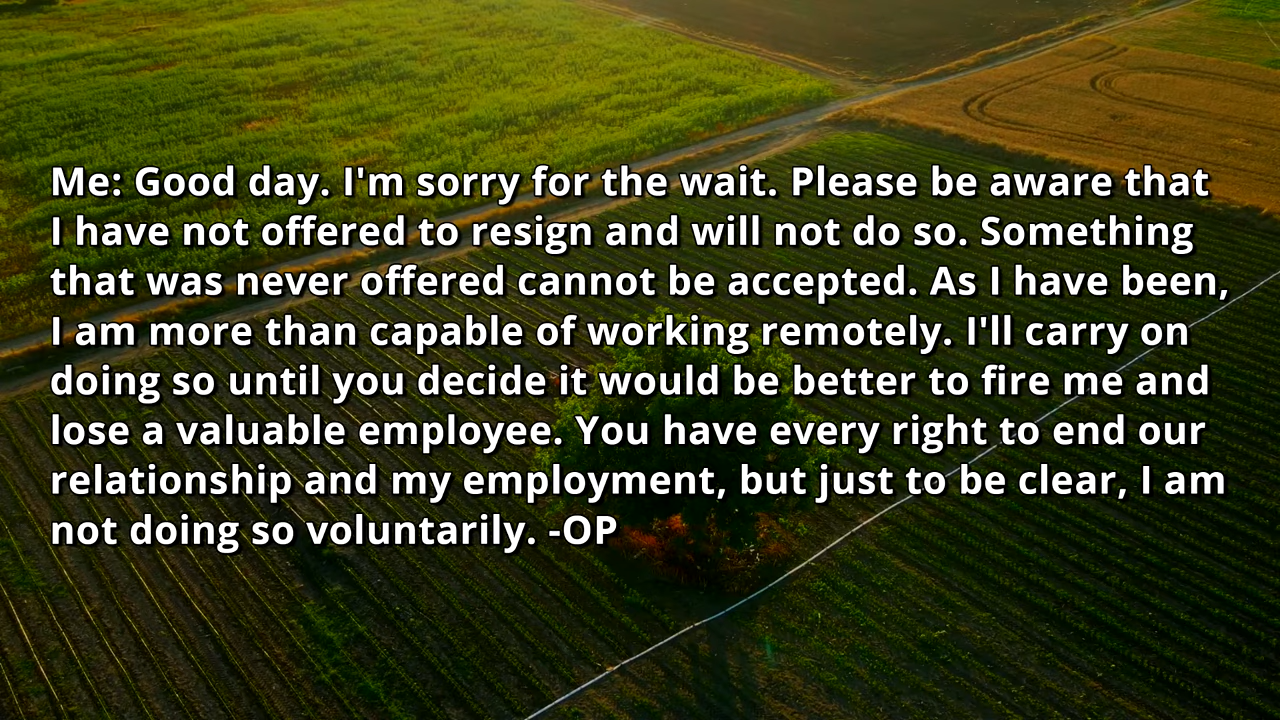 Me: Good day. I'm sorry for the wait. Please be aware that
I have not offered to resign and will not do so. Something
that was never offered cannot be accepted. As I have been,
I am more than capable of working remotely. I'll carry on
doing so until you decide it would be better to fire me and
lose a valuable employee. You have every right to end our
relationship and my employment, but just to be clear, I am
not doing so voluntarily. -OP